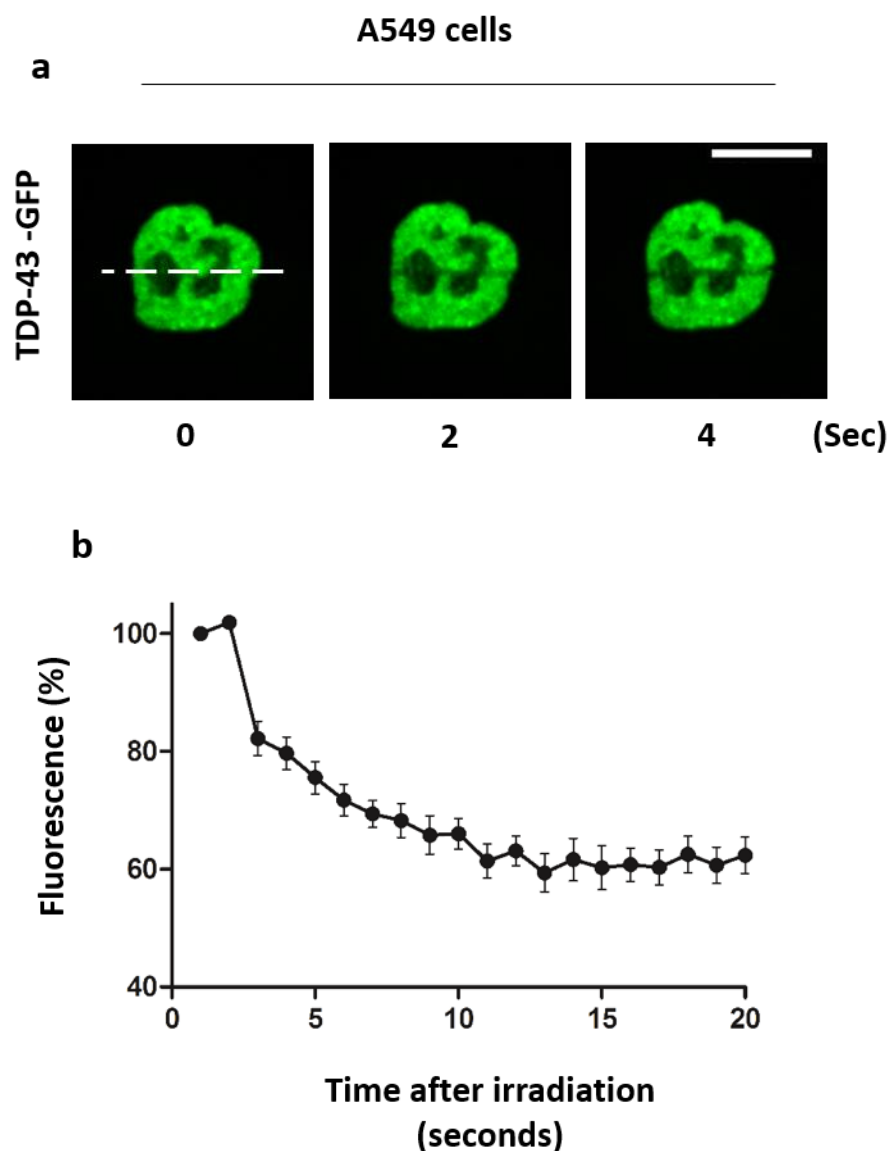 A549 cells
a
TDP-43 -GFP
0 2 4 (Sec)
b
Fluorescence (%)
100
80
60
40
0 5 10 15 20
Time after irradiation
(seconds)